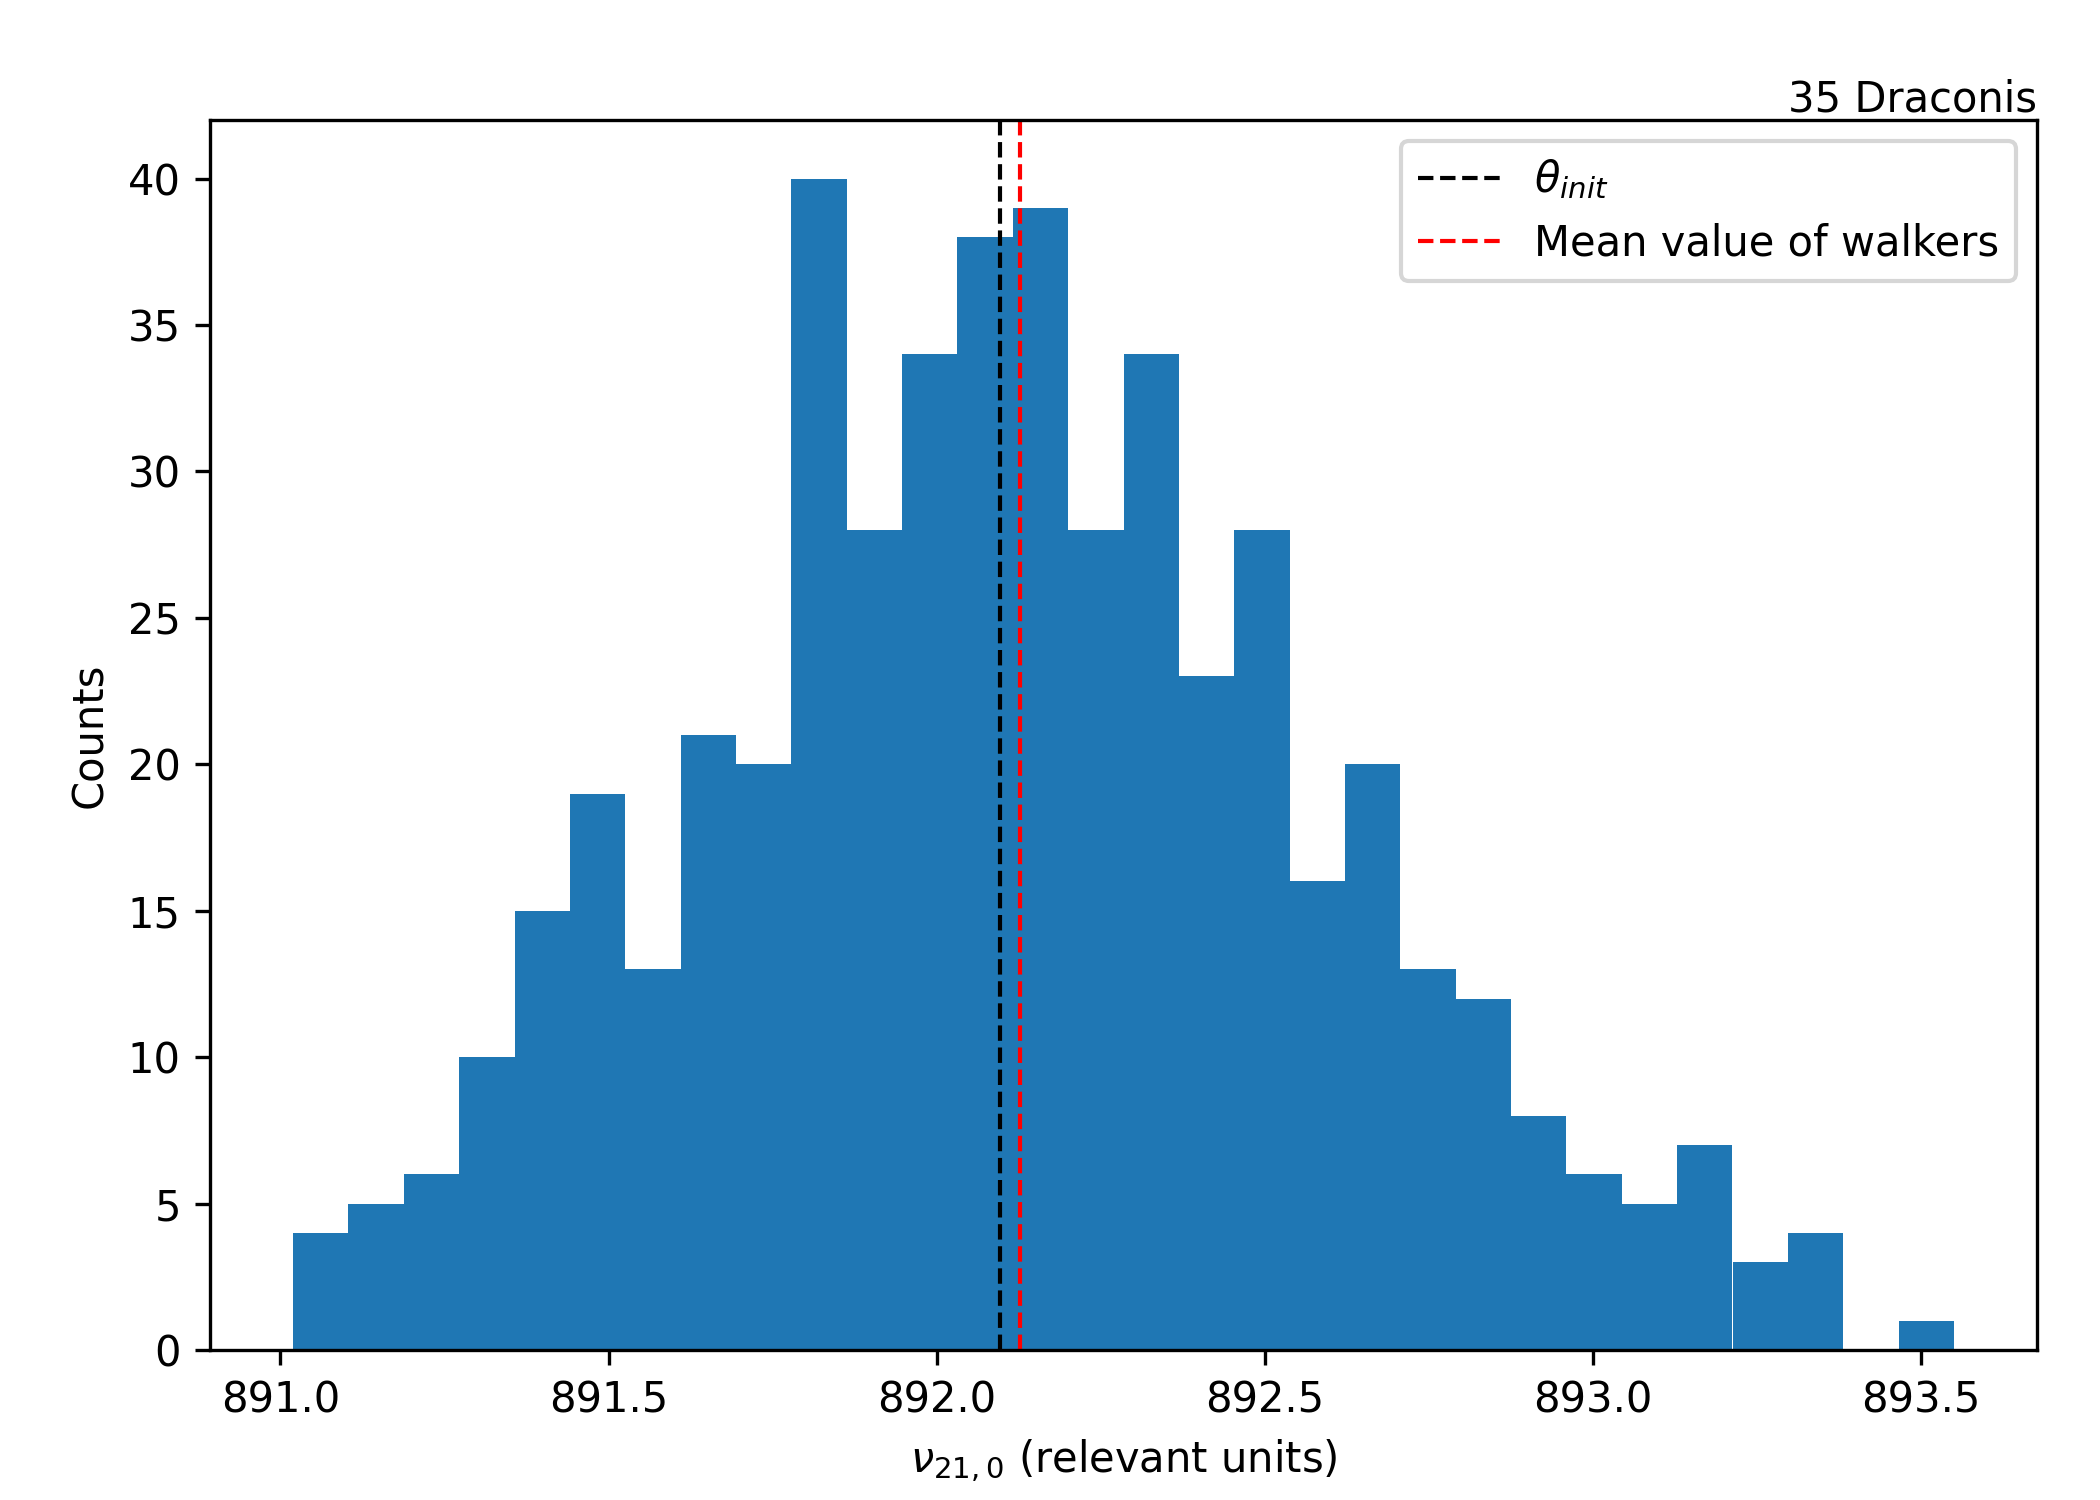 35 Draconis
θinit
Mean value of walkers
40
35
30
25
20
15
10
5
0
Counts
891.0 891.5 892.0 892.5 893.0 893.5
ν21,0 (relevant units)